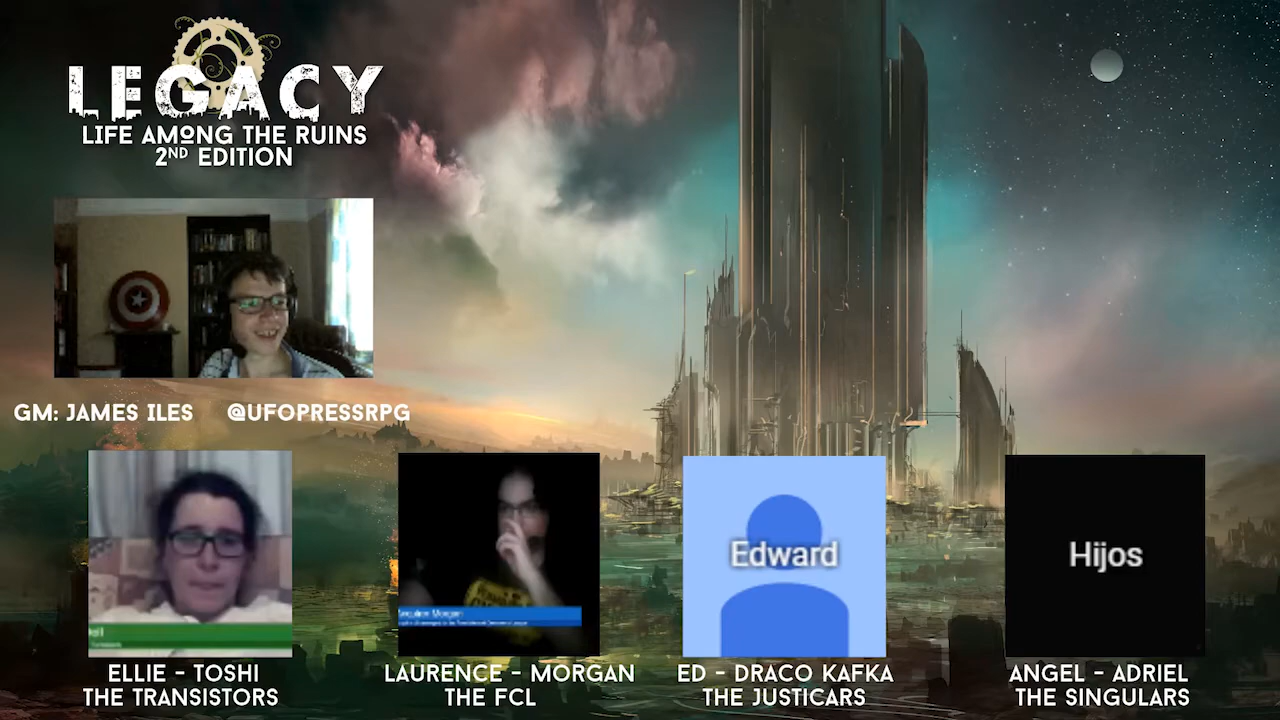 LEGACY
LIFE AMONG THE RUINS
2ND EDITION
GM: JAMES ILES @UFOPRESSRPG
Edward
Hijos
Morgan
ELLIE - TOSHI
THE TRANSISTORS
LAURENCE - MORGAN
THE FCL
ED - DRACO KAFKA
THE JUSTICARS
ANGEL - ADRIEL
THE SINGULARS